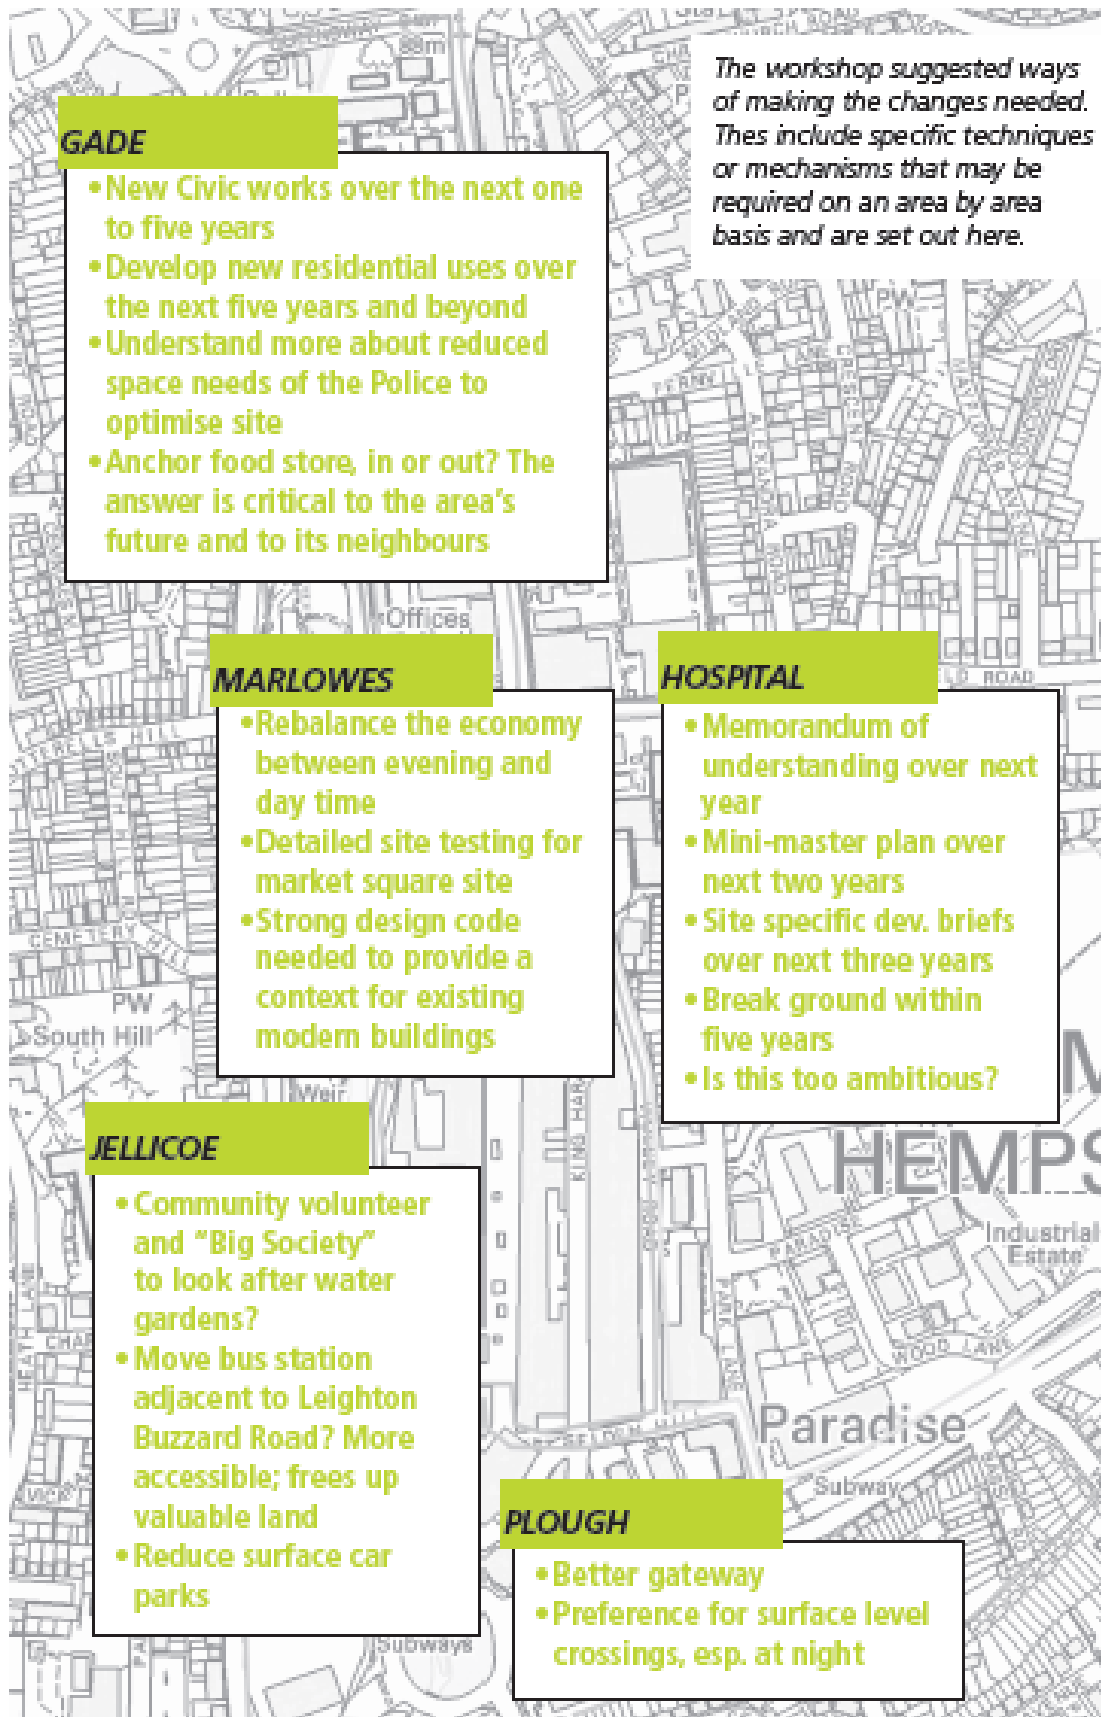 The workshop suggested ways
of making the changes needed.
Thes include specific techniques
or mechanisms that may be
required on an area by area
basis and are set out here.
GADE
•New Civic works over the next one
to five years
•Develop new residential uses over
the next five years and beyond
•Understand more about reduced
space needs of the Police to
optimise site
•Anchor food store, in or out? The
answer is critical to the area's
future and to its neighbours
Offices
MARLOWES
•Rebalance the economy
between evening and
day time
•Detailed site testing for
market square site
•Strong design code
needed to provide a
context for existing
modern buildings
HOSPITAL
•Memorandum of
understanding over next
year
•Mini-master plan over
next two years
•Site specific dev. briefs
over next three years
•Break ground within
five years
•Is this too ambitious?
CEMETERY HILL
PW
South Hill
Weir
PW
88m
JELLICOE
•Community volunteer
and "Big Society"
to look after water
gardens?
•Move bus station
adjacent to Leighton
Buzzard Road? More
accessible; frees up
valuable land
•Reduce surface car
parks
HEMPS
Industrial
Estate
WOOD LANE
HEATH LANE
KING HAR
Paradise
Subway
PLOUGH
•Better gateway
•Preference for surface level
crossings, esp. at night
Subways